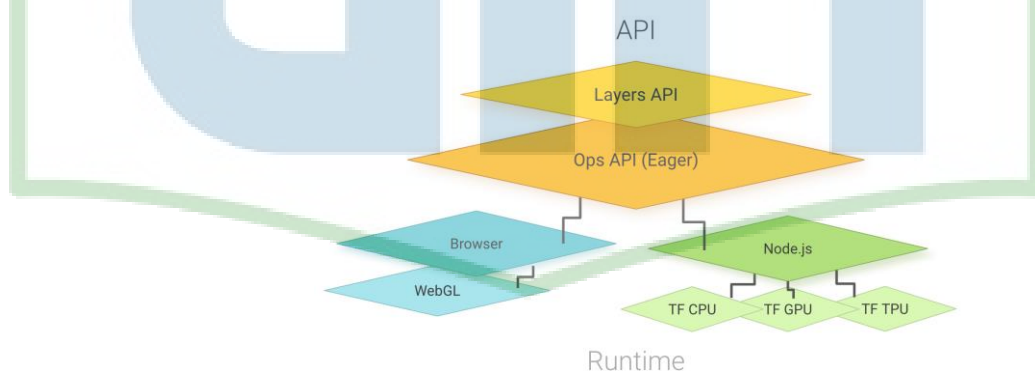 API
Layers API
Ops API (Eager)
Browser
Node.js
WebGL
TF CPU
TF GPU
TF TPU
Runtime